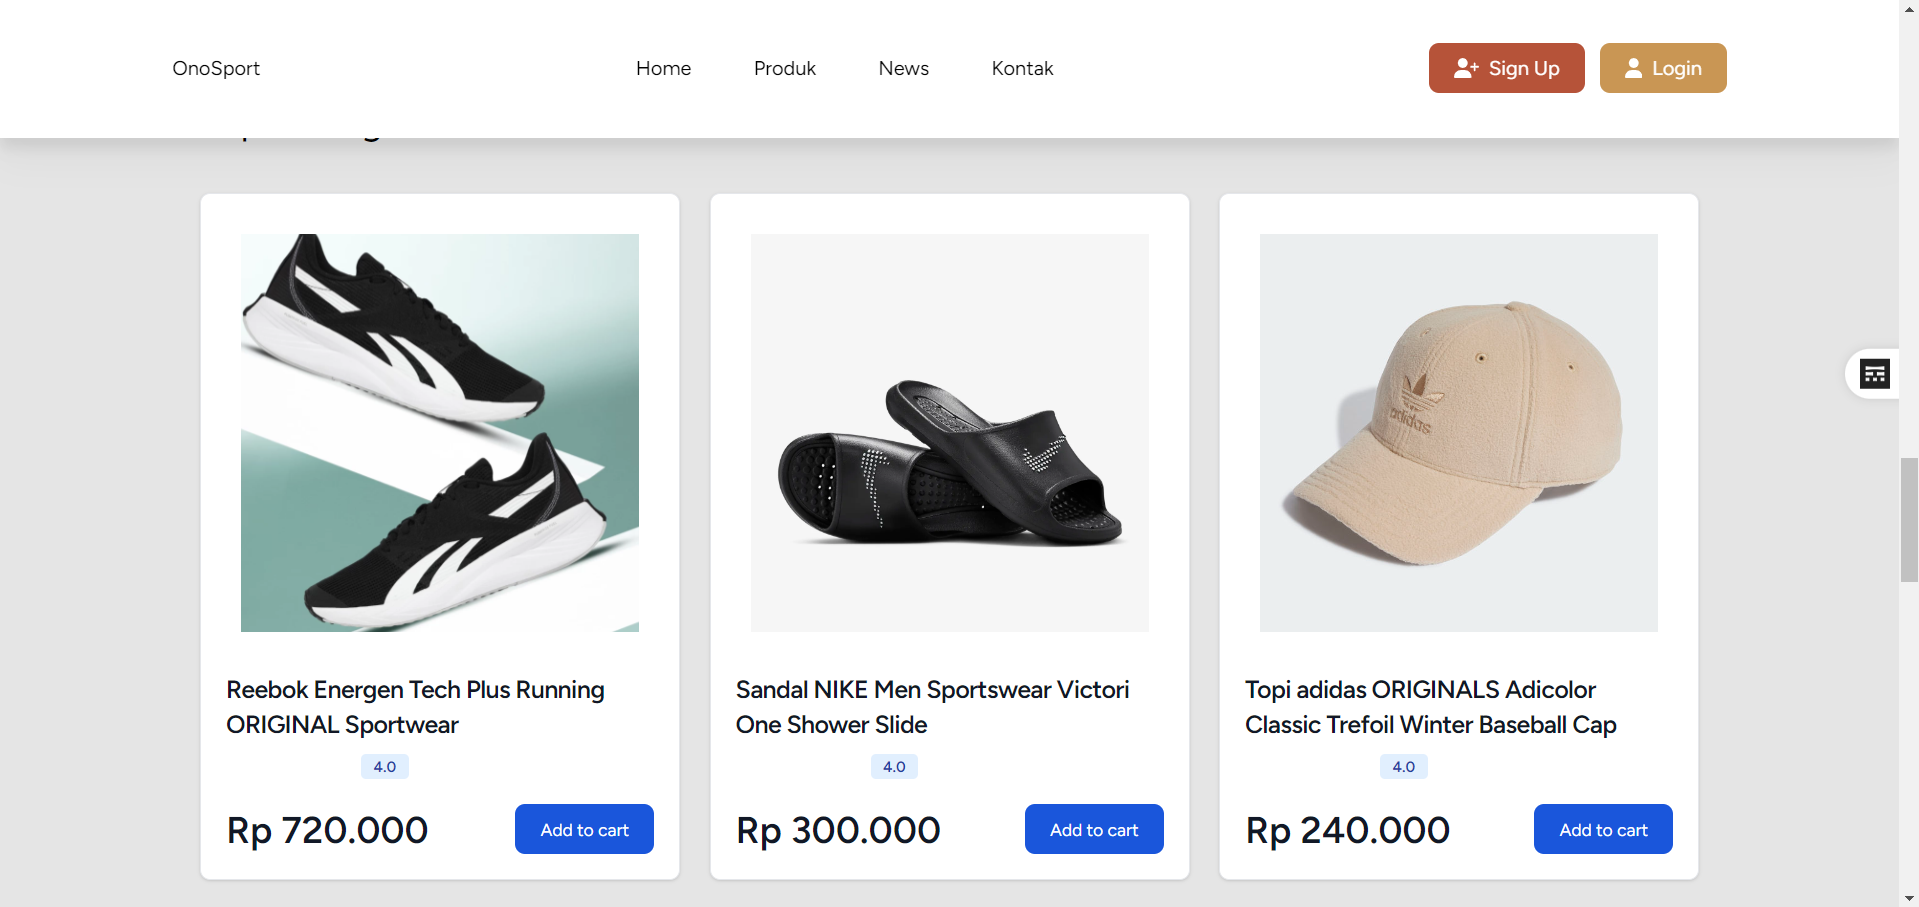 OnoSport
Home
Produk
News
Kontak
Sign Up
Login
adidas
Reebok Energen Tech Plus Running
ORIGINAL Sportwear
4.0
Rp 720.000
Add to cart
Sandal NIKE Men Sportswear Victori
One Shower Slide
4.0
Rp 300.000
Add to cart
Topi adidas ORIGINALS Adicolor
Classic Trefoil Winter Baseball Cap
4.0
Rp 240.000
Add to cart